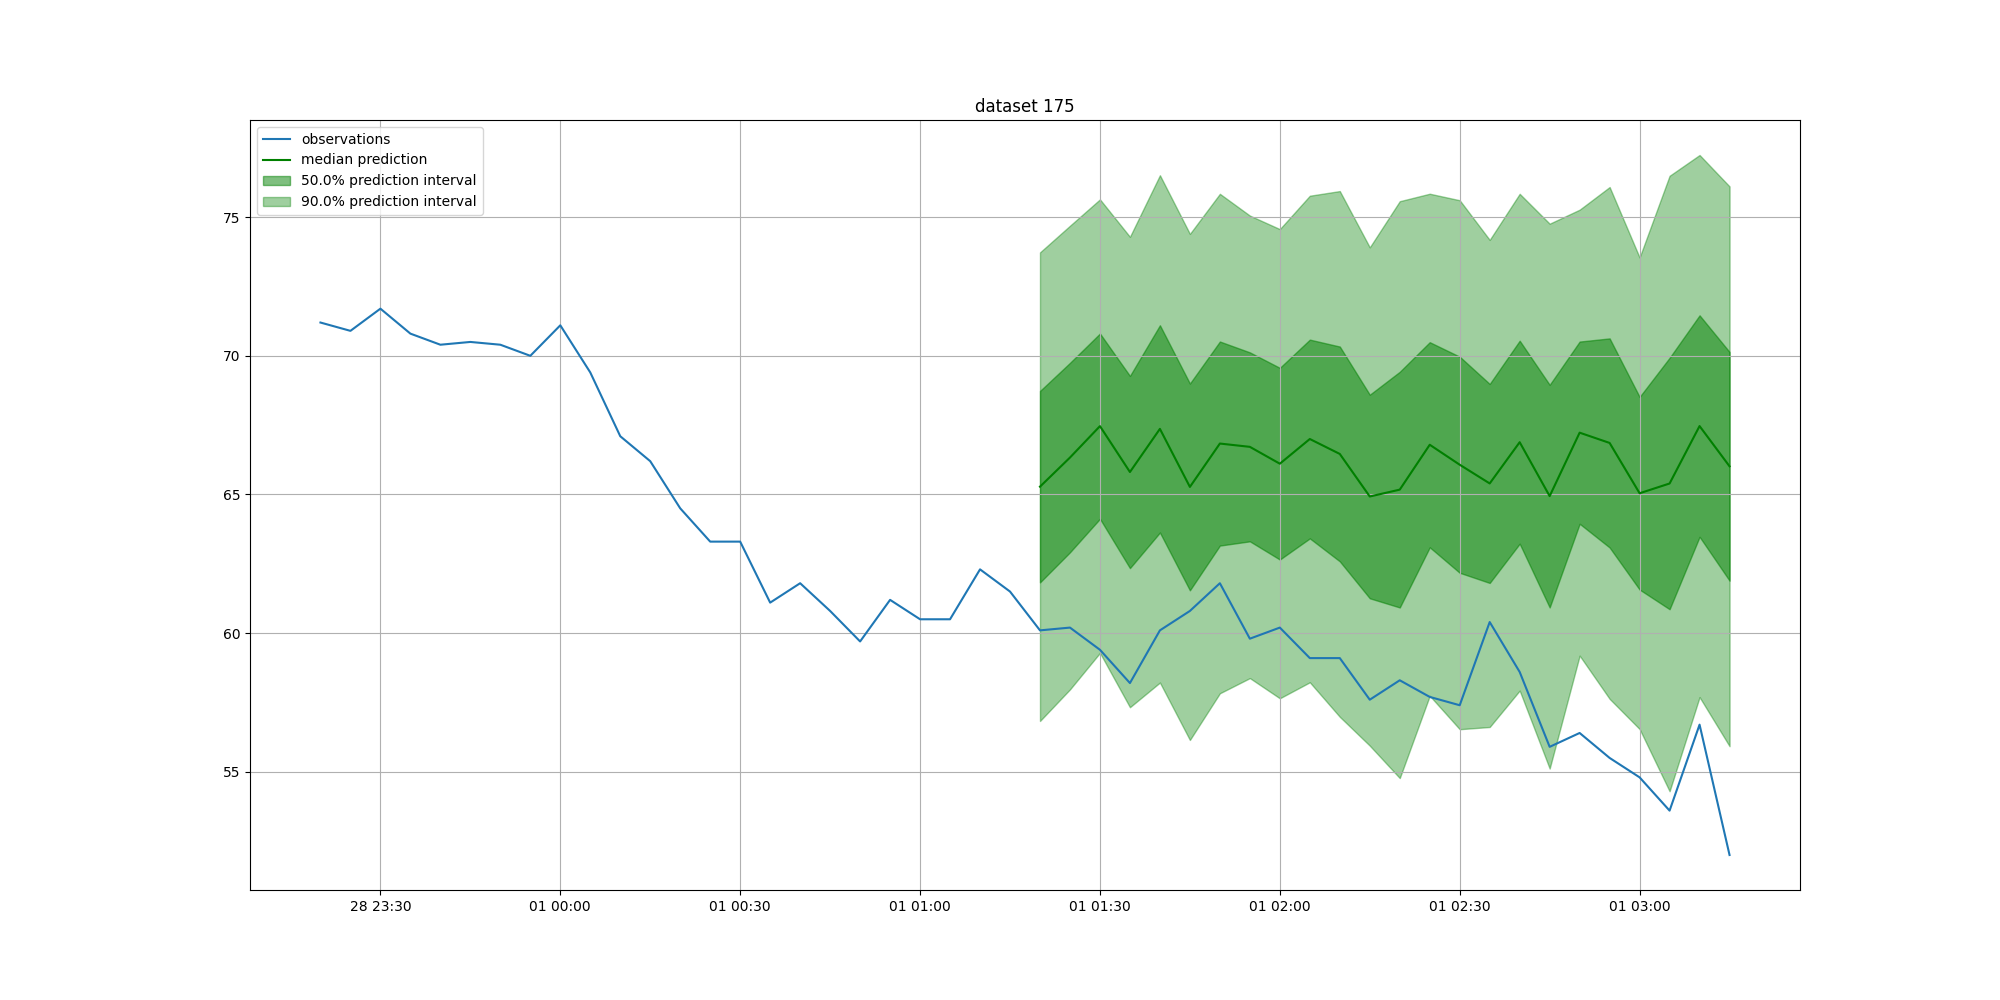 dataset 175
observations
median prediction
50.0% prediction interval
90.0% prediction interval
75
70
65
60
55
28 23:30
01 00:00
01 00:30
01 01:00
01 01:30
01 02:00
01 02:30
01 03:00